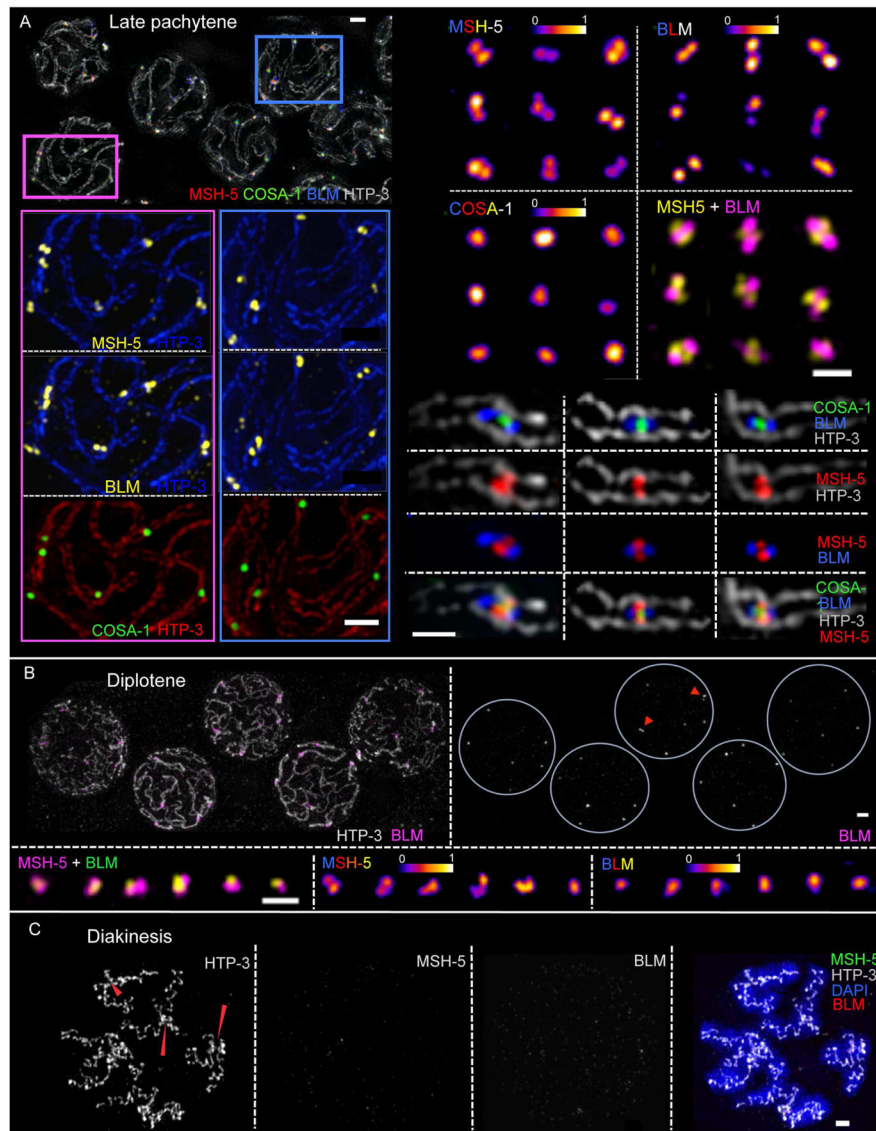 A
Late pachytene
MSH-5 COSA-1 BLM HTP-3
MSH-5 HTP-3
BLM HTP-3
COSA-1 HTP-3
MSH-5 0 1
BLM 0 1
COSA-1 0 1
MSH5 + BLM
COSA-1
BLM
HTP-3
MSH-5
HTP-3
MSH-5
BLM
COSA-
1
BLM
HTP-3
MSH-5
B
Diplotene
HTP-3 BLM
BLM
MSH-5 + BLM
MSH-5 0 1
BLM 0 1
C
Diakinesis
HTP-3
MSH-5
BLM
MSH-5
HTP-3
DAPI
BLM